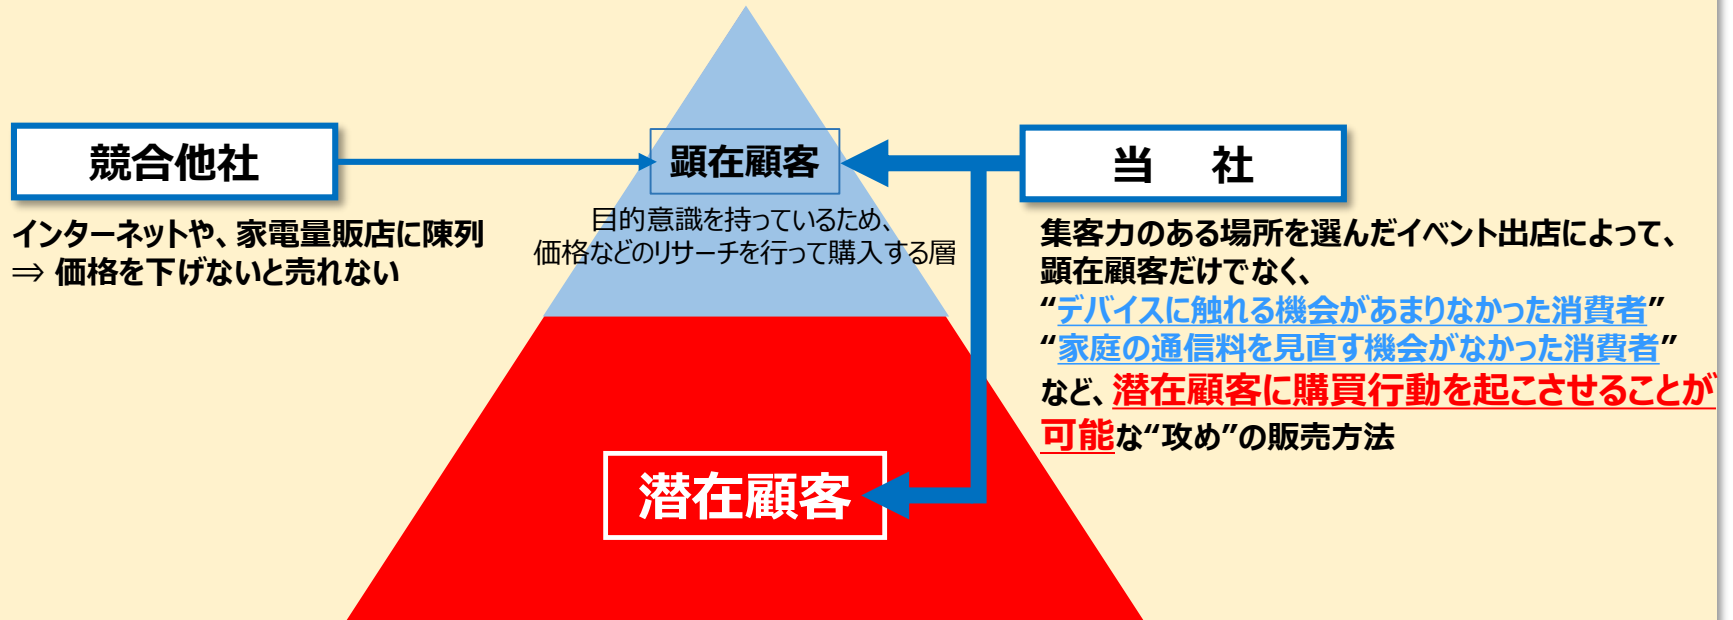 競合他社
インターネットや、家電量販店に陳列
⇒ 価格を下げないと売れない
顕在顧客
目的意識を持っているため、
価格などのリサーチを行って購入する層
潜在顧客
当　社
集客力のある場所を選んだイベント出店によって、
顕在顧客だけでなく、
“デバイスに触れる機会があまりなかった消費者”
“家庭の通信料を見直す機会がなかった消費者”
など、潜在顧客に購買行動を起こさせることが
可能な“攻め”の販売方法